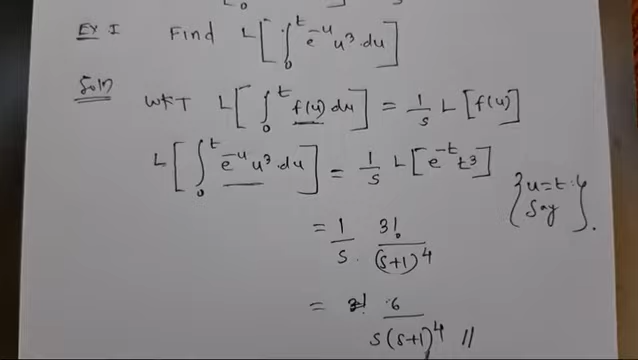 Ex I Find L[∫₀ᵗ e⁻ᵘ u³ du]
Soln
WKT L[∫₀ᵗ f(u) du] = 1/s L[f(u)]
L[∫₀ᵗ e⁻ᵘ u³ du] = 1/s L[e⁻ᵗ t³]
{u=t
Say}.
= 1/s . 3!/(s+1)⁴
= 6/s(s+1)⁴ //